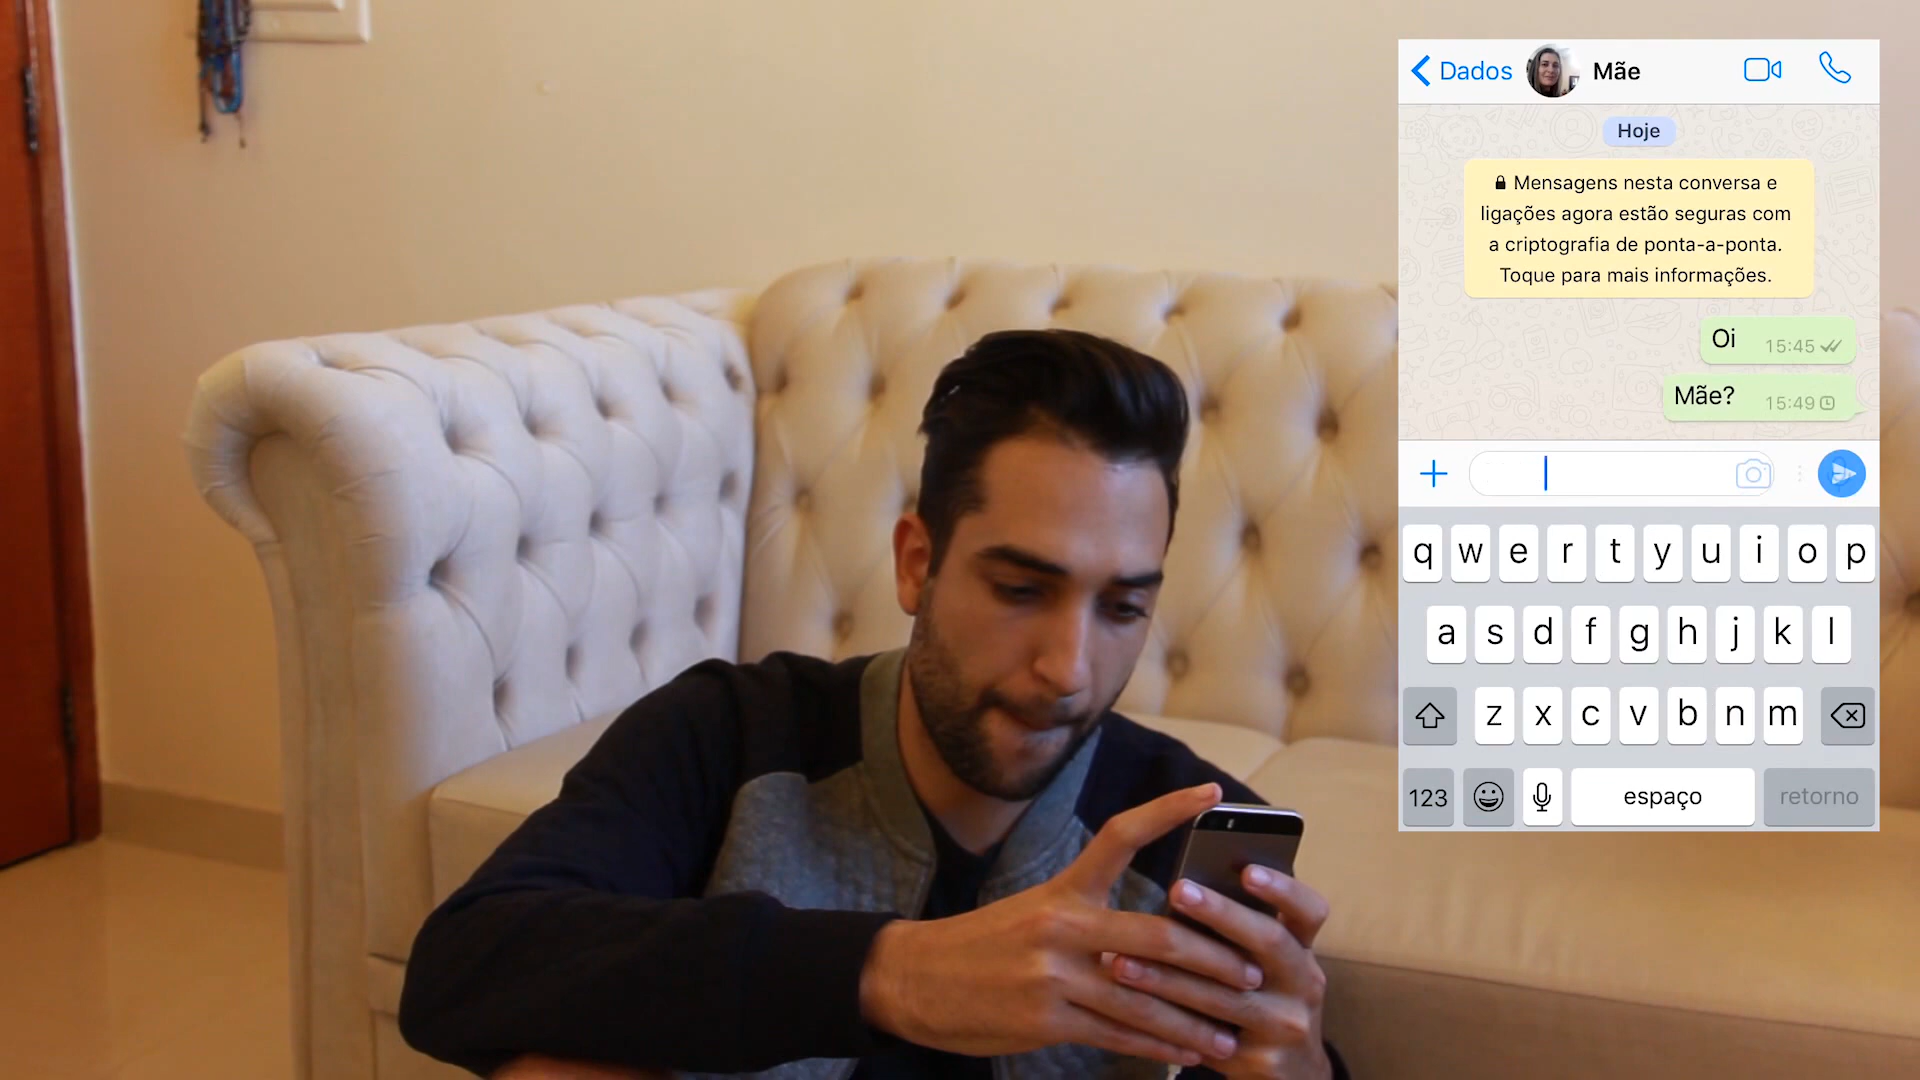 Dados Mãe
Hoje
Mensagens nesta conversa e
ligações agora estão seguras com
a criptografia de ponta-a-ponta.
Toque para mais informações.
Oi 15:45
Mãe? 15:49
q w e r t y u i o p
a s d f g h j k l
z x c v b n m
123 espaço retorno